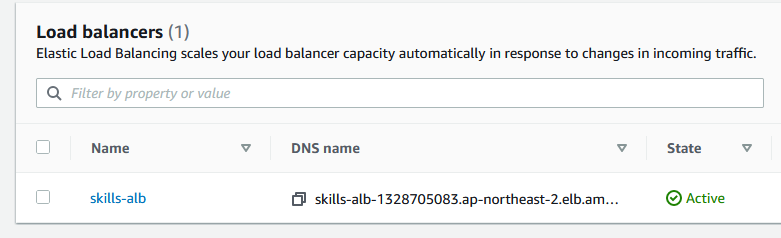 Load balancers (1)
Elastic Load Balancing scales your load balancer capacity automatically in response to changes in incoming traffic.
Filter by property or value
Name DNS name State
skills-alb skills-alb-1328705083.ap-northeast-2.elb.am... Active